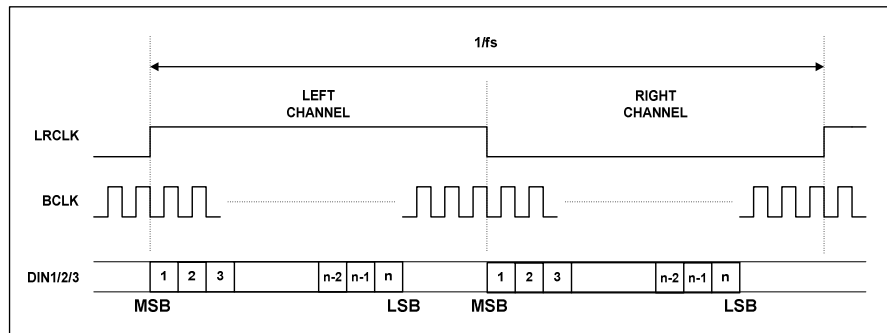 1/fs
LEFT
CHANNEL
RIGHT
CHANNEL
LRCLK
BCLK
DIN1/2/3
1 2 3 n-2 n-1 n 1 2 3 n-2 n-1 n
MSB LSB MSB LSB